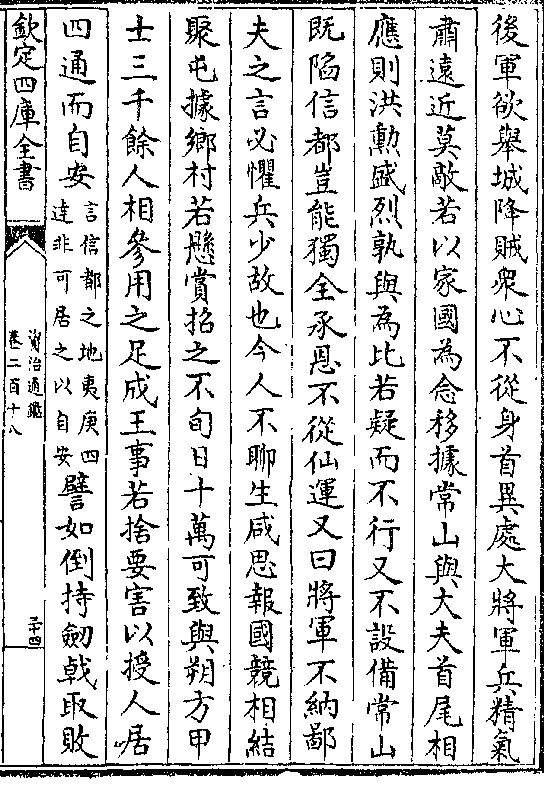 後軍欲舉城降賊衆心不從身首異處大將軍兵精氣
肅遠近莫敵若以家國為念移據常山與大夫首尾相
應則洪勲盛烈孰與為比若疑而不行又不設備常山
既陷信都豈能獨全承恩不從仙運又曰將軍不納鄙
夫之言必懼兵少故也今人不聊生咸思報國競相結
聚屯據鄉村若懸賞招之不旬日十萬可致與朔方甲
士三千餘人相參用之足成王事若捨要害以授人居
四通而自安
言信都之地夷庚四
達非可居之以自安
譬如倒持劒㦸取敗
欽定四庫全書
資治通鑑
卷二百十八
二十四